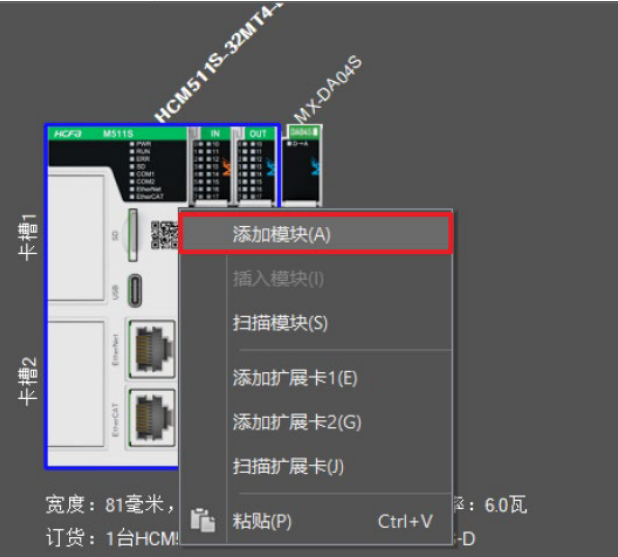 HCM511S_32MT4-
MX-DA04S
HCFA M511S IN OUT DA04S
PWR
RUN
ERR
SD
COM1
COM2
EtherNet
EtherCAT
D→A
卡槽1
SD
USB
卡槽2
EtherNet
EtherCAT
添加模块(A)
插入模块(I)
扫描模块(S)
添加扩展卡1(E)
添加扩展卡2(G)
扫描扩展卡(J)
粘贴(P) Ctrl+V
宽度：81毫米， 率：6.0瓦
订货：1台HCM5 S-D